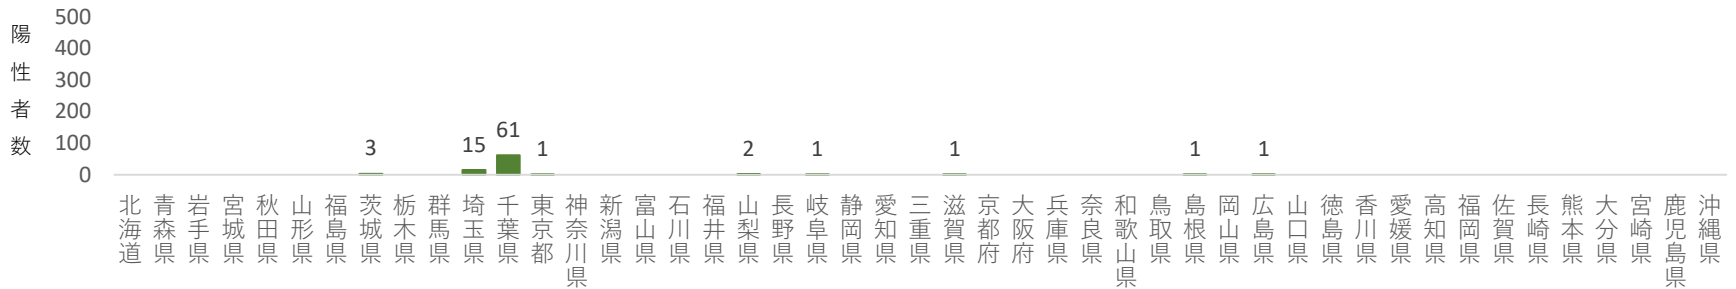 陽性者数
500
400
300
200
100
0
3
15
61
1
2
1
1
1
1
北海道
青森県
岩手県
宮城県
秋田県
山形県
福島県
茨城県
栃木県
群馬県
埼玉県
千葉県
東京都
神奈川県
新潟県
富山県
石川県
福井県
山梨県
長野県
岐阜県
静岡県
愛知県
三重県
滋賀県
京都府
大阪府
兵庫県
奈良県
和歌山県
鳥取県
島根県
岡山県
広島県
山口県
徳島県
香川県
愛媛県
高知県
福岡県
佐賀県
長崎県
熊本県
大分県
宮崎県
鹿児島県
沖縄県